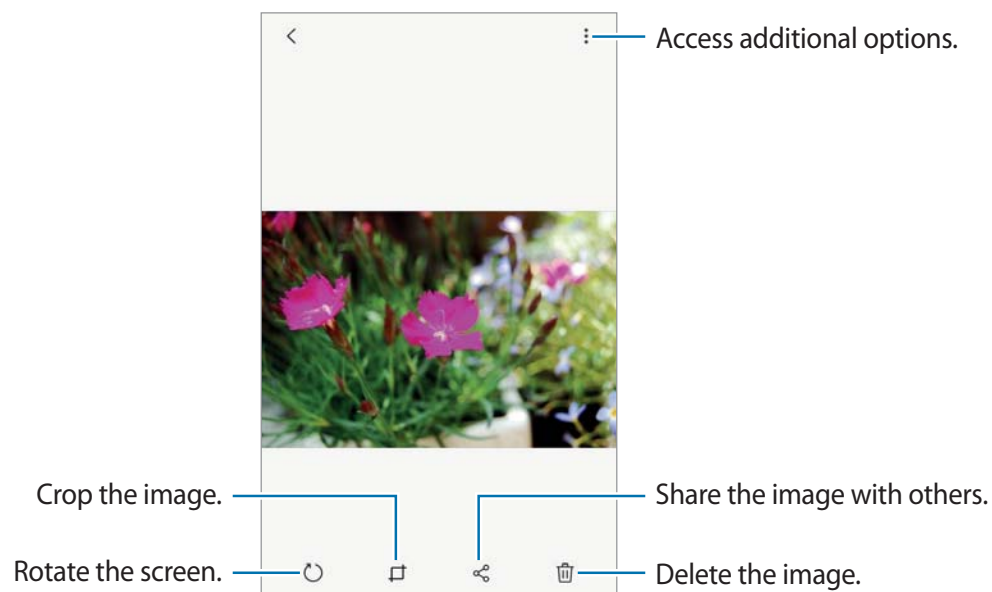 Access additional options.
Crop the image.
Share the image with others.
Rotate the screen.
Delete the image.